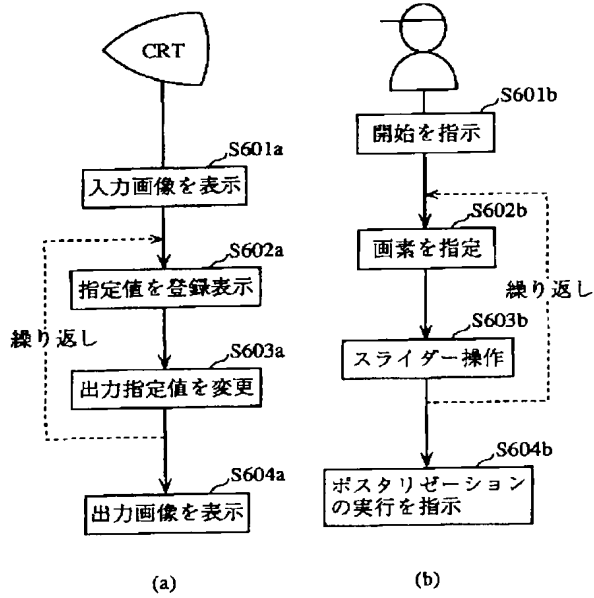 CRT
S601a
入力画像を表示
S602a
指定値を登録表示
繰り返し
S603a
出力指定値を変更
S604a
出力画像を表示
(a)
S601b
開始を指示
S602b
画素を指定
繰り返し
S603b
スライダー操作
S604b
ポスタリゼーション
の実行を指示
(b)